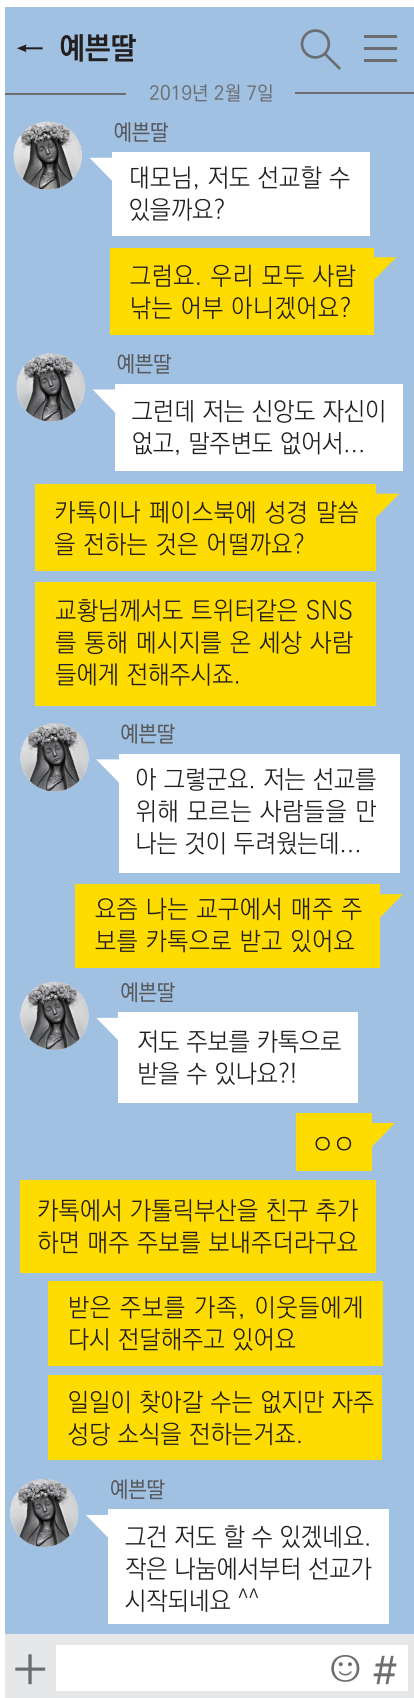 ← 예쁜딸
2019년 2월 7일
예쁜딸
대모님, 저도 선교할 수
있을까요?
그럼요. 우리 모두 사람
낚는 어부 아니겠어요?
예쁜딸
그런데 저는 신앙도 자신이
없고, 말주변도 없어서...
카톡이나 페이스북에 성경 말씀
을 전하는 것은 어떨까요?
교황님께서도 트위터같은 SNS
를 통해 메시지를 온 세상 사람
들에게 전해주시죠.
예쁜딸
아 그렇군요. 저는 선교를
위해 모르는 사람들을 만
나는 것이 두려웠는데...
요즘 나는 교구에서 매주 주
보를 카톡으로 받고 있어요
예쁜딸
저도 주보를 카톡으로
받을 수 있나요?!
ㅇㅇ
카톡에서 가톨릭부산을 친구 추가
하면 매주 주보를 보내주더라구요
받은 주보를 가족, 이웃들에게
다시 전달해주고 있어요
일일이 찾아갈 수는 없지만 자주
성당 소식을 전하는거죠.
예쁜딸
그건 저도 할 수 있겠네요.
작은 나눔에서부터 선교가
시작되네요 ^^
+ #